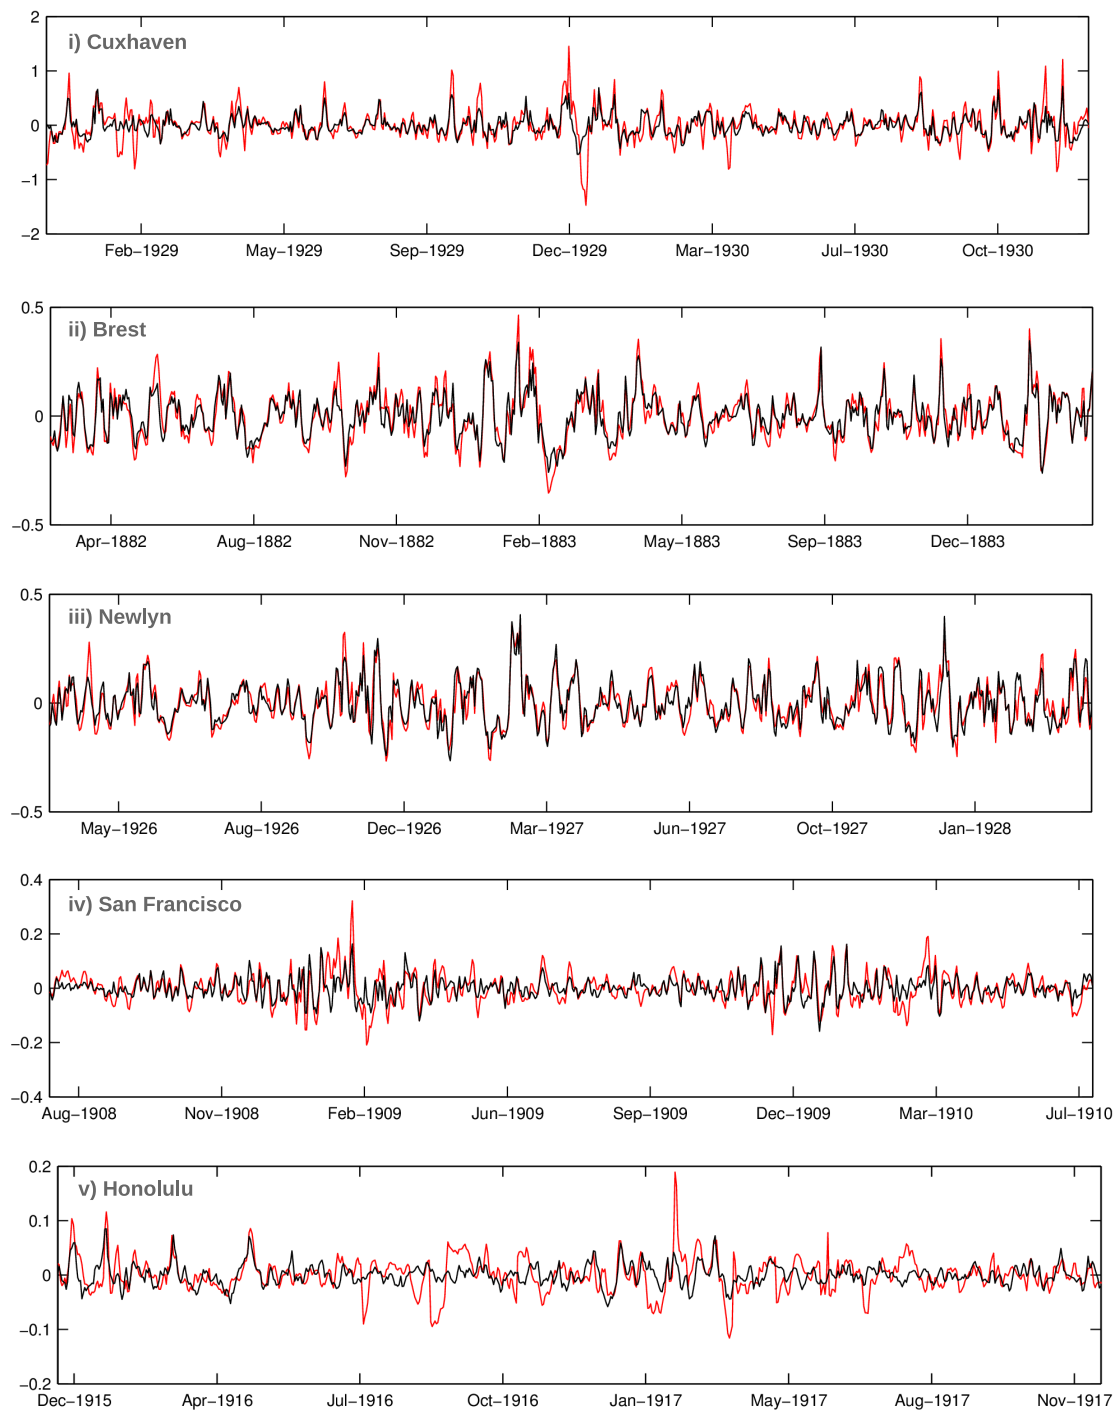 i) Cuxhaven
2
1
0
−1
−2
Feb−1929 May−1929 Sep−1929 Dec−1929 Mar−1930 Jul−1930 Oct−1930
ii) Brest
0.5
0
−0.5
Apr−1882 Aug−1882 Nov−1882 Feb−1883 May−1883 Sep−1883 Dec−1883
iii) Newlyn
0.5
0
−0.5
May−1926 Aug−1926 Dec−1926 Mar−1927 Jun−1927 Oct−1927 Jan−1928
iv) San Francisco
0.4
0.2
0
−0.2
−0.4
Aug−1908 Nov−1908 Feb−1909 Jun−1909 Sep−1909 Dec−1909 Mar−1910 Jul−1910
v) Honolulu
0.2
0.1
0
−0.1
−0.2
Dec−1915 Apr−1916 Jul−1916 Oct−1916 Jan−1917 May−1917 Aug−1917 Nov−1917